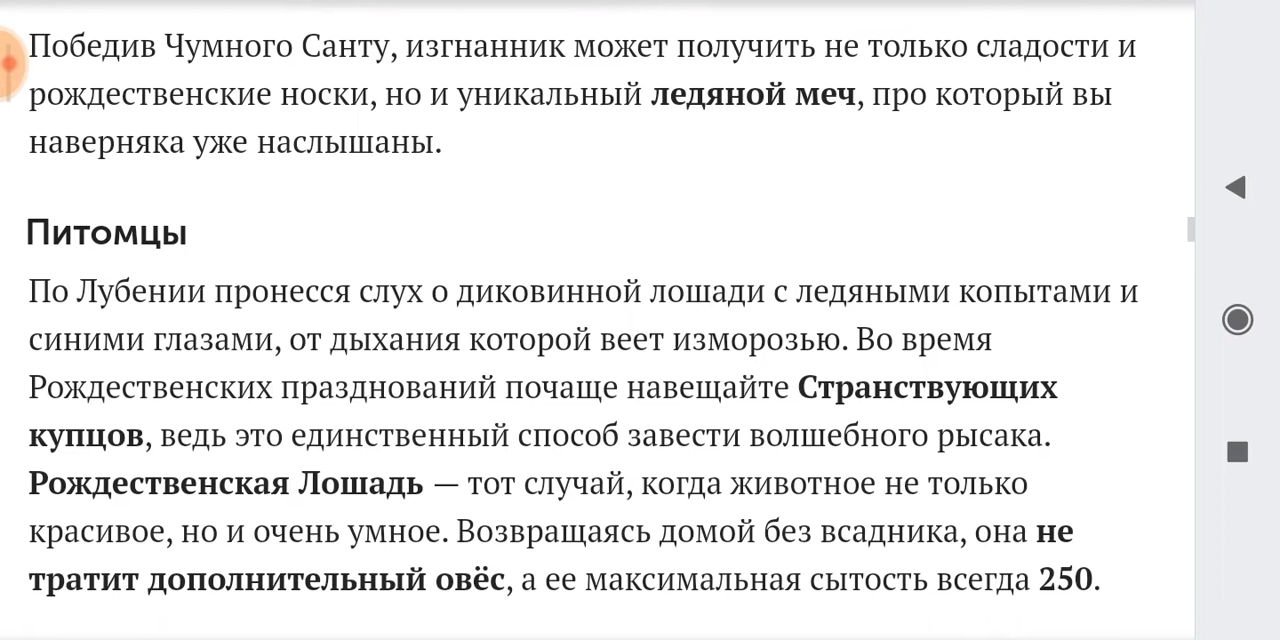 Победив Чумного Санту, изгнанник может получить не только сладости и
рождественские носки, но и уникальный ледяной меч, про который вы
наверняка уже наслышаны.
Питомцы
По Лубении пронесся слух о диковинной лошади с ледяными копытами и
синими глазами, от дыхания которой веет изморозью. Во время
Рождественских празднований почаще навещайте Странствующих
купцов, ведь это единственный способ завести волшебного рысака.
Рождественская Лошадь — тот случай, когда животное не только
красивое, но и очень умное. Возвращаясь домой без всадника, она не
тратит дополнительный овёс, а ее максимальная сытость всегда 250.